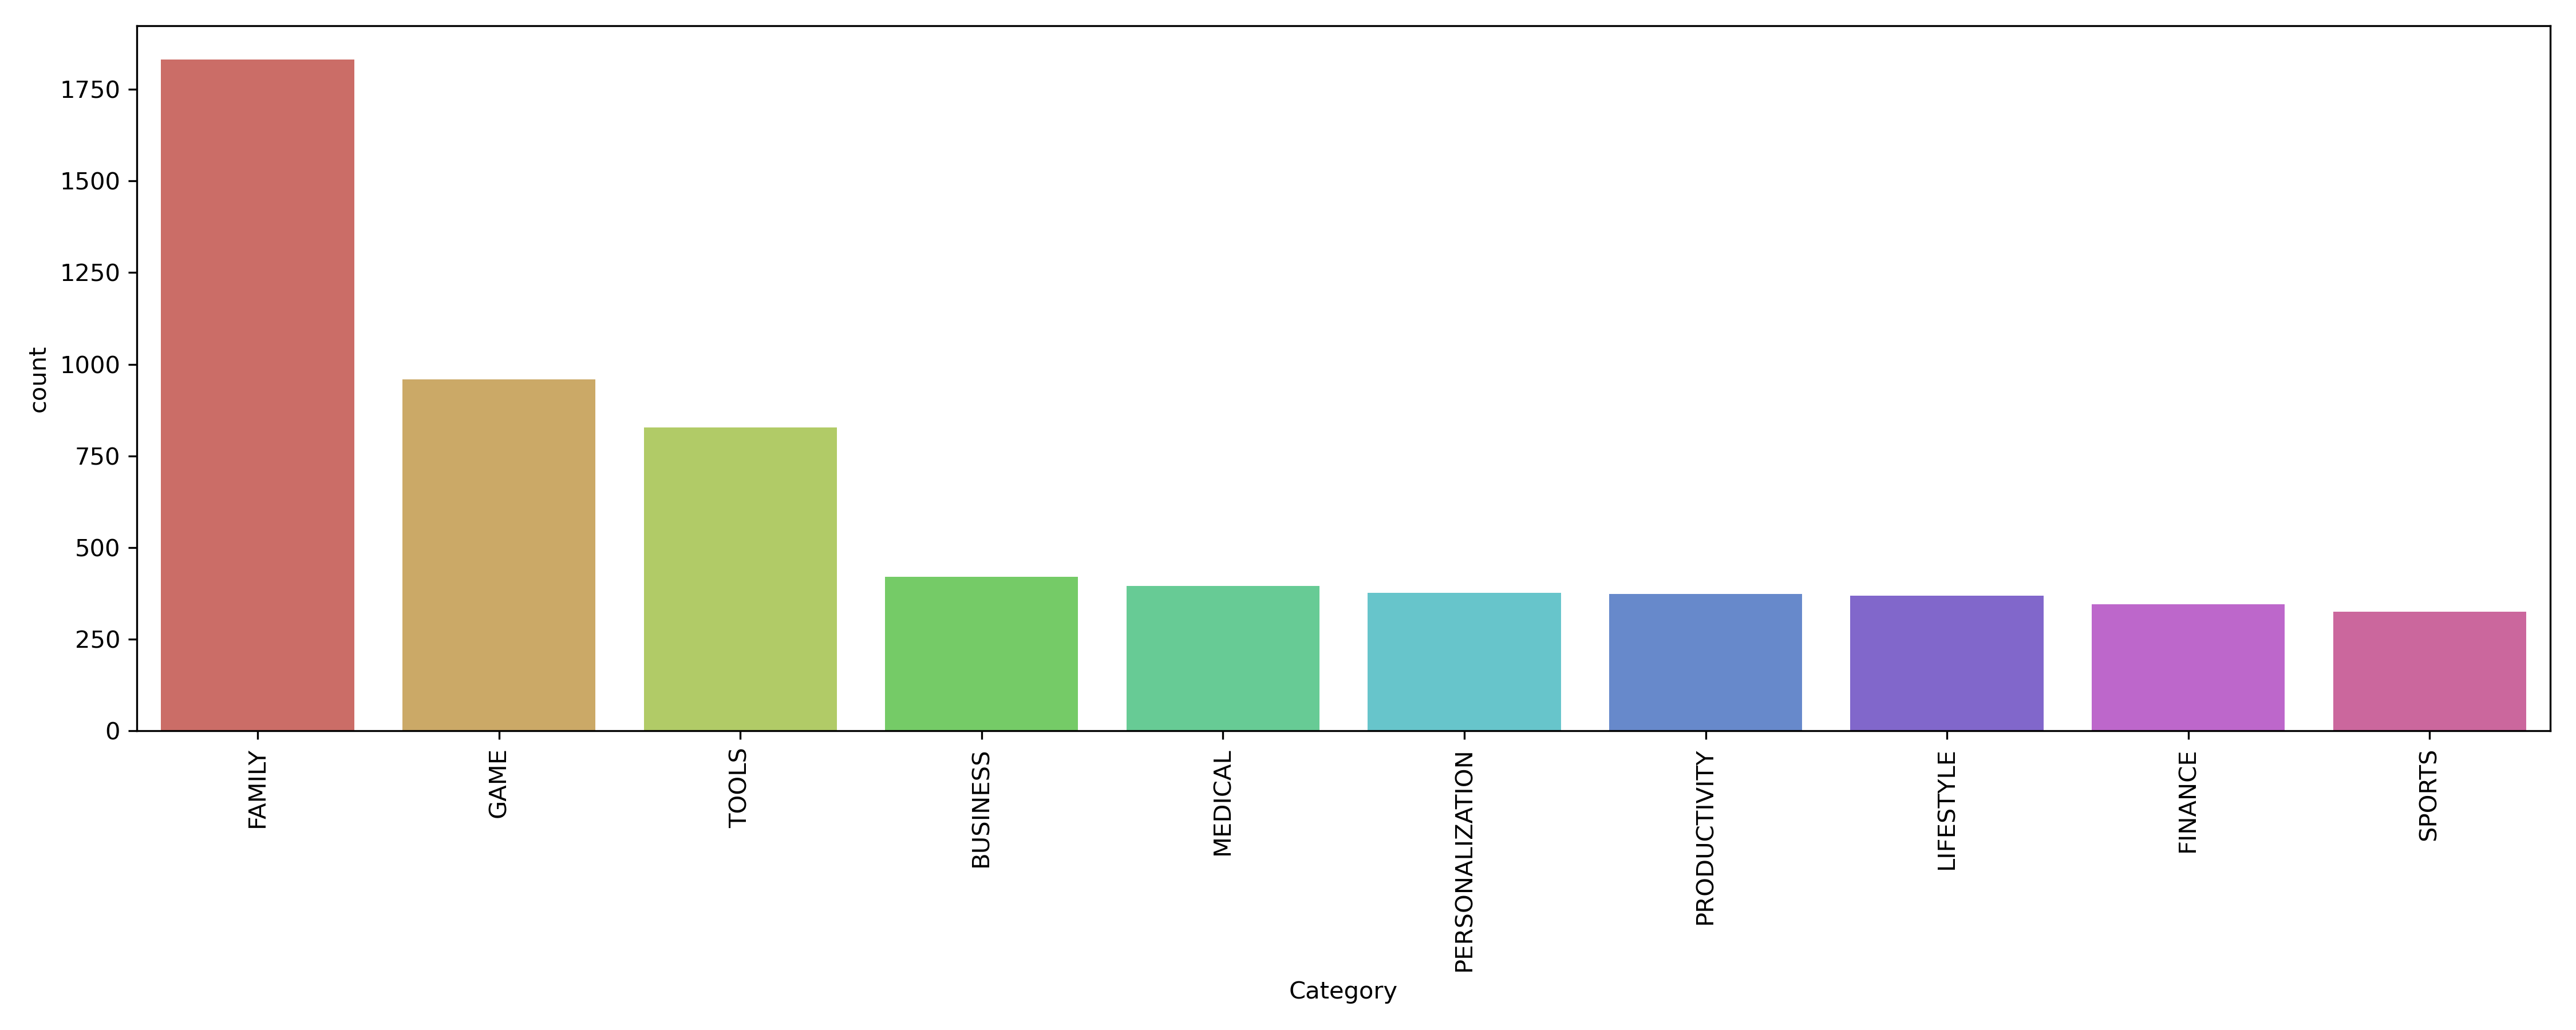 1750
1500
1250
1000
750
500
250
0
count
FAMILY
GAME
TOOLS
BUSINESS
MEDICAL
PERSONALIZATION
PRODUCTIVITY
LIFESTYLE
FINANCE
SPORTS
Category